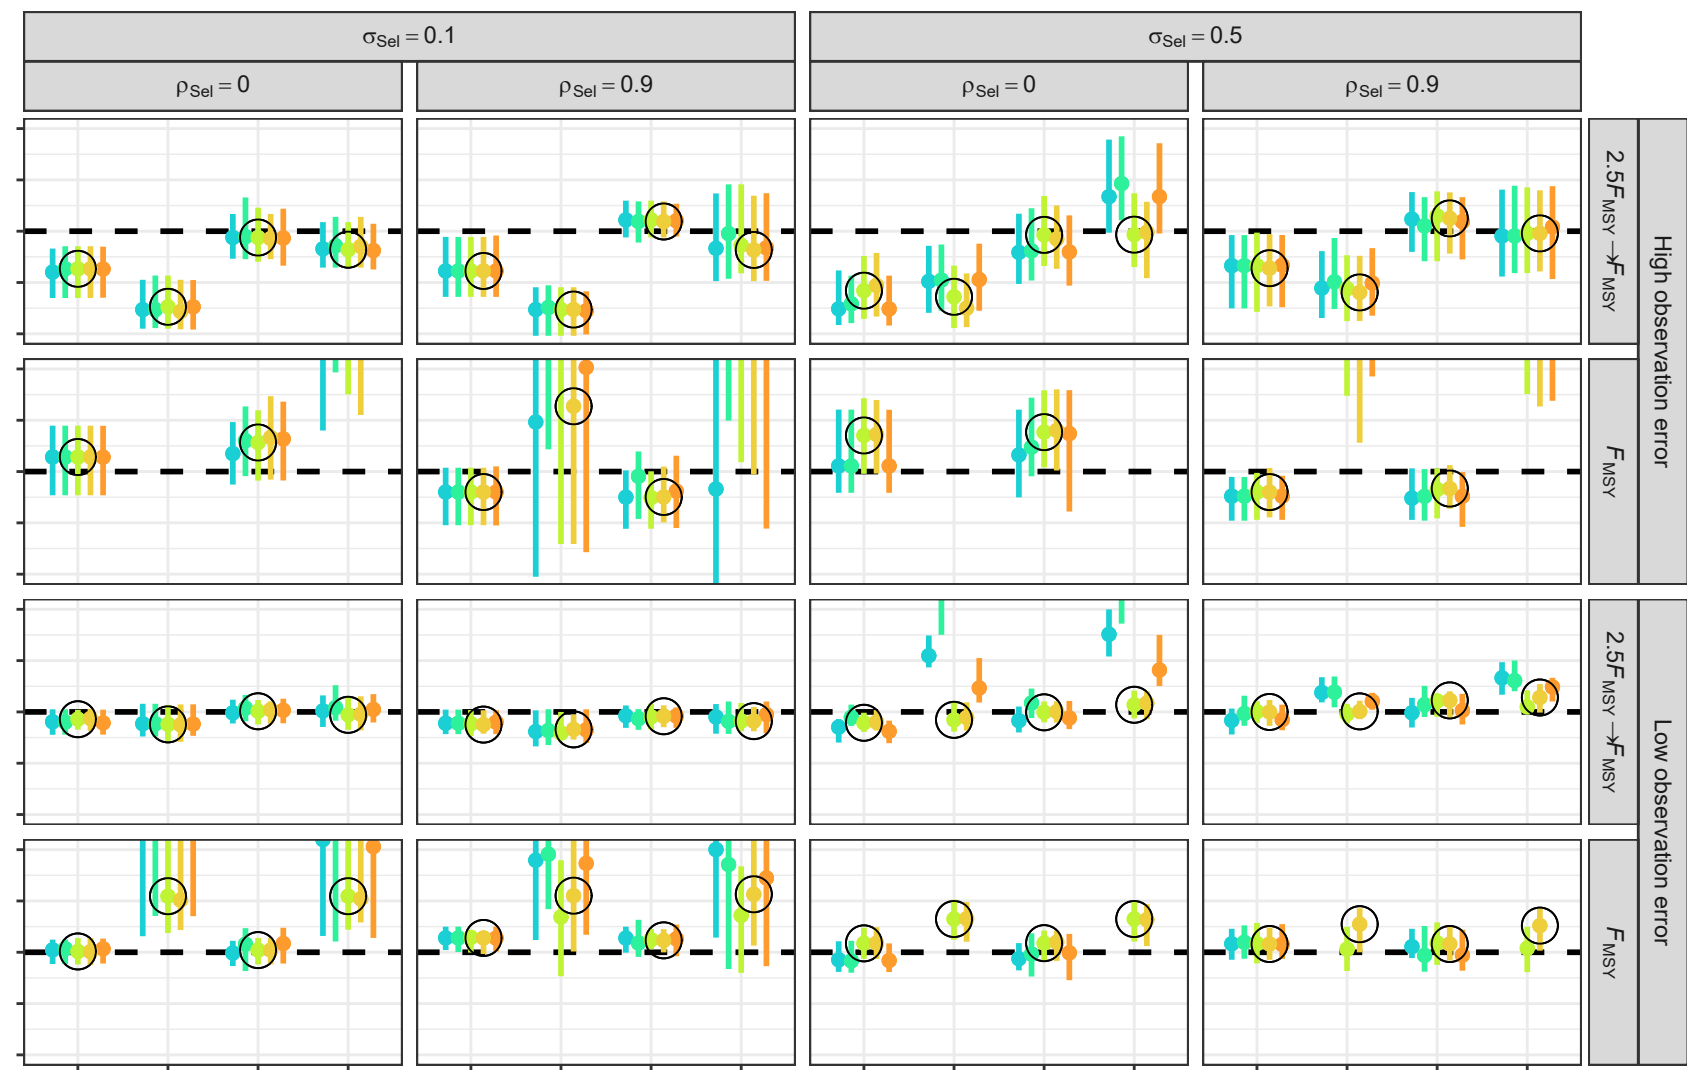 σSel = 0.1
σSel = 0.5
ρSel = 0
ρSel = 0.9
ρSel = 0
ρSel = 0.9
2.5FMSY→FMSY
FMSY
High observation error
2.5FMSY→FMSY
FMSY
Low observation error